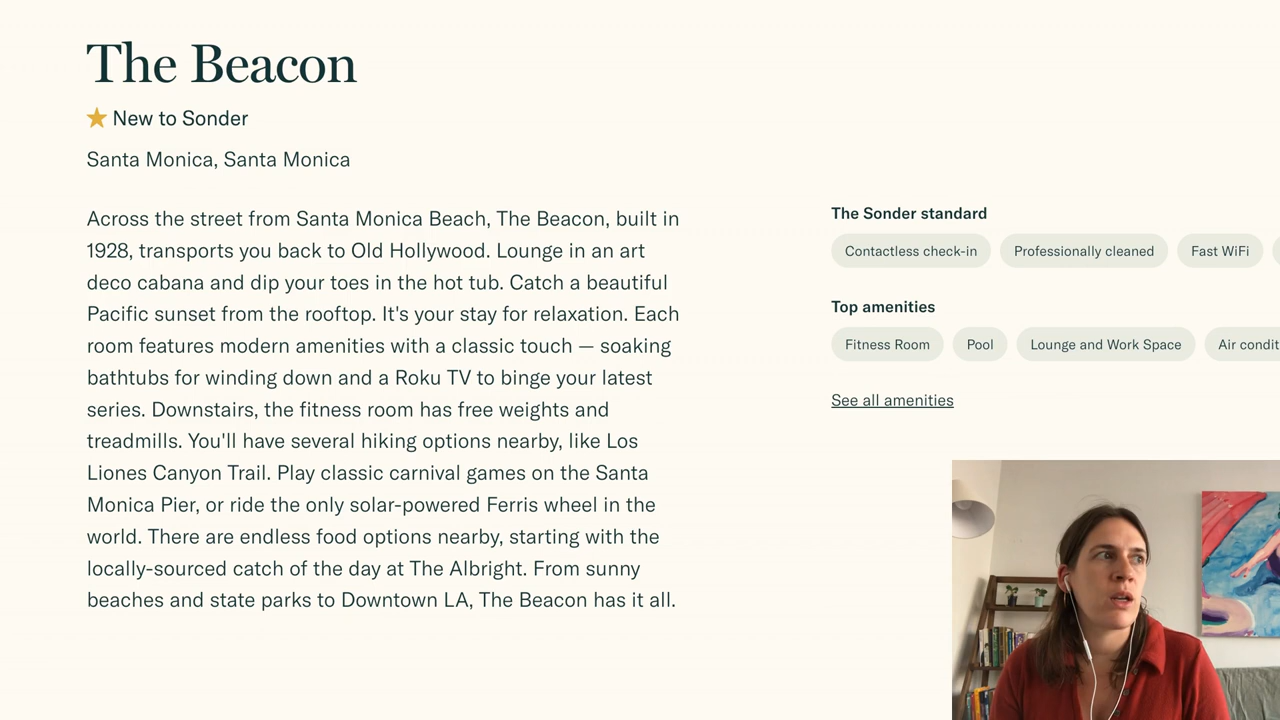 The Beacon
New to Sonder
Santa Monica, Santa Monica
Across the street from Santa Monica Beach, The Beacon, built in
1928, transports you back to Old Hollywood. Lounge in an art
deco cabana and dip your toes in the hot tub. Catch a beautiful
Pacific sunset from the rooftop. It's your stay for relaxation. Each
room features modern amenities with a classic touch — soaking
bathtubs for winding down and a Roku TV to binge your latest
series. Downstairs, the fitness room has free weights and
treadmills. You'll have several hiking options nearby, like Los
Liones Canyon Trail. Play classic carnival games on the Santa
Monica Pier, or ride the only solar-powered Ferris wheel in the
world. There are endless food options nearby, starting with the
locally-sourced catch of the day at The Albright. From sunny
beaches and state parks to Downtown LA, The Beacon has it all.
The Sonder standard
Contactless check-in Professionally cleaned Fast WiFi
Top amenities
Fitness Room Pool Lounge and Work Space Air condit
See all amenities